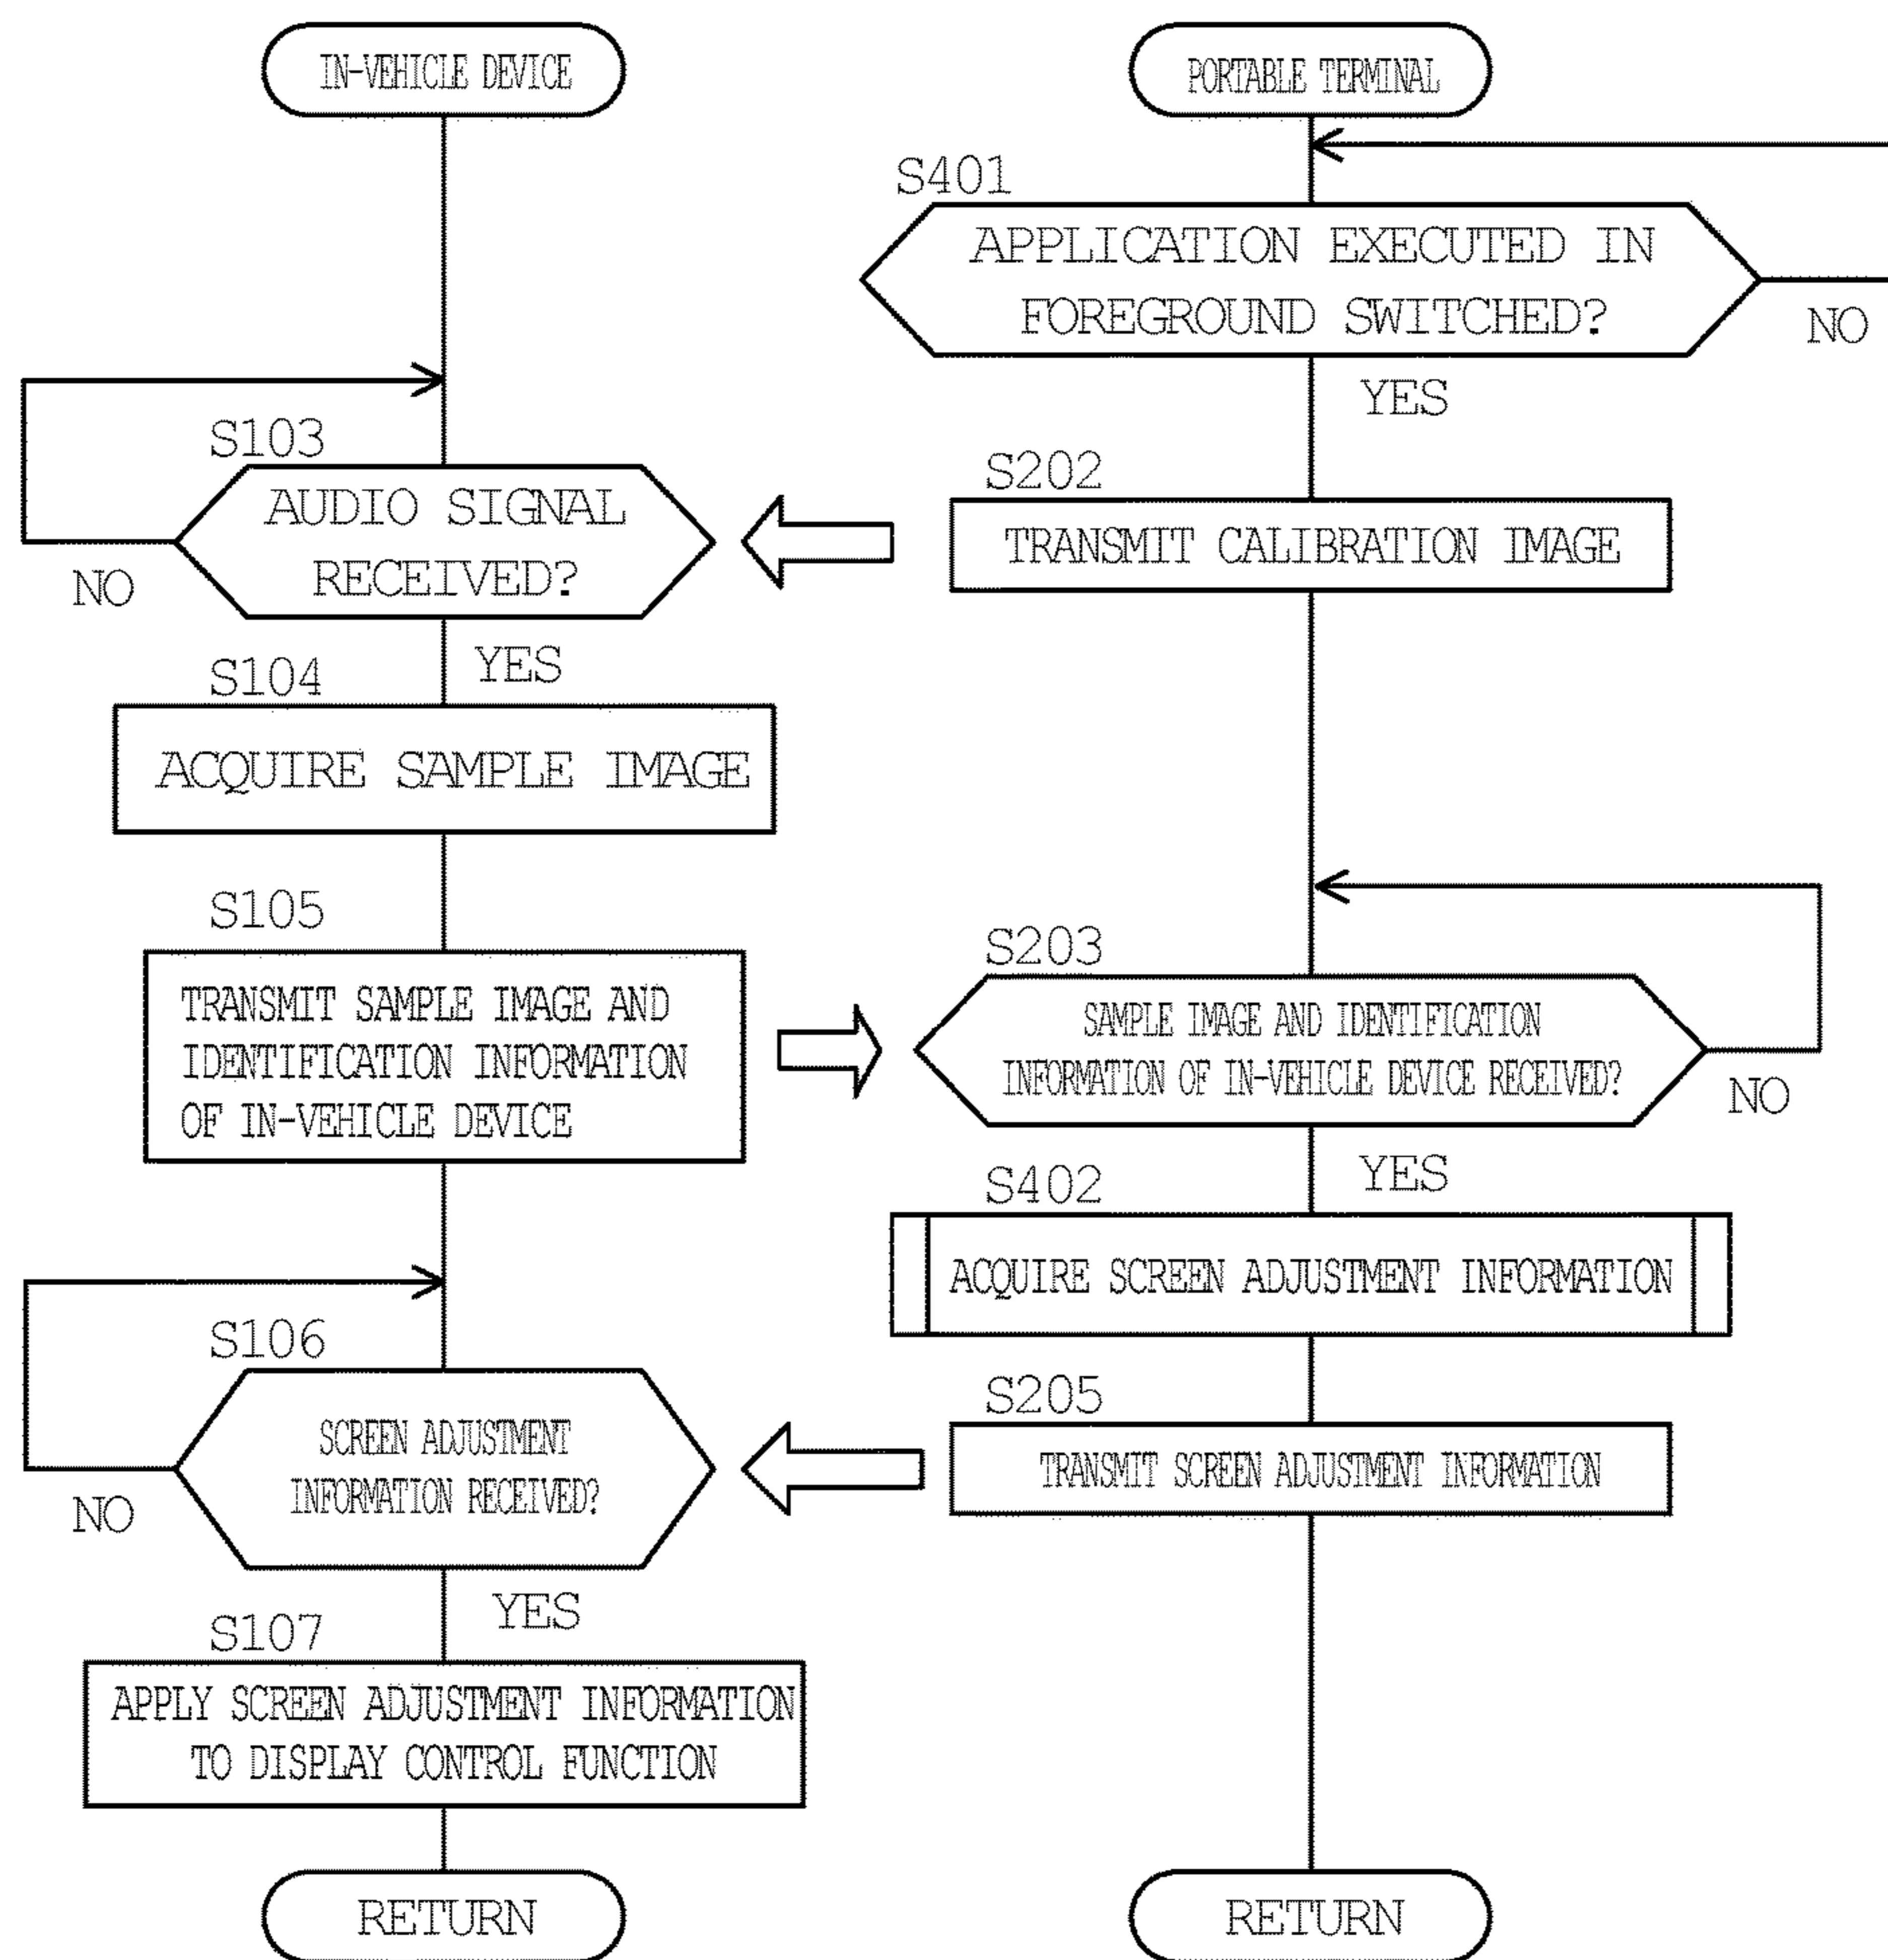 IN-VEHICLE DEVICE
S103
AUDIO SIGNAL
RECEIVED?
NO
YES
S104
ACQUIRE SAMPLE IMAGE
S105
TRANSMIT SAMPLE IMAGE AND
IDENTIFICATION INFORMATION
OF IN-VEHICLE DEVICE
S106
SCREEN ADJUSTMENT
INFORMATION RECEIVED?
NO
YES
S107
APPLY SCREEN ADJUSTMENT INFORMATION
TO DISPLAY CONTROL FUNCTION
RETURN
PORTABLE TERMINAL
S401
APPLICATION EXECUTED IN
FOREGROUND SWITCHED?
NO
YES
S202
TRANSMIT CALIBRATION IMAGE
S203
SAMPLE IMAGE AND IDENTIFICATION
INFORMATION OF IN-VEHICLE DEVICE RECEIVED?
NO
YES
S402
ACQUIRE SCREEN ADJUSTMENT INFORMATION
S205
TRANSMIT SCREEN ADJUSTMENT INFORMATION
RETURN